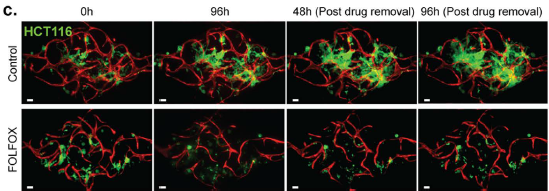 c.
0h
96h
48h (Post drug removal)
96h (Post drug removal)
HCT116
Control
FOLFOX